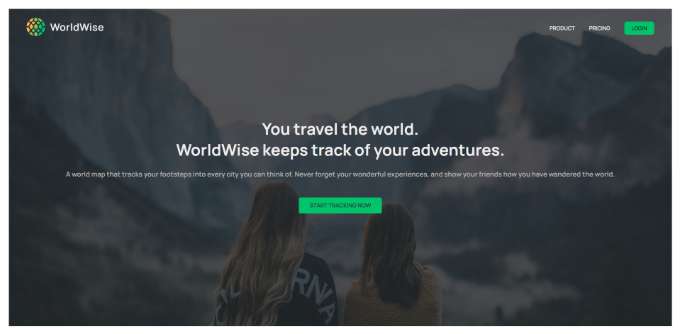 WorldWise
PRODUCT PRICING LOGIN
You travel the world.
WorldWise keeps track of your adventures.
A world map that tracks your footsteps into every city you can think of. Never forget your wonderful experiences, and show your friends how you have wandered the world.
START TRACKING NOW